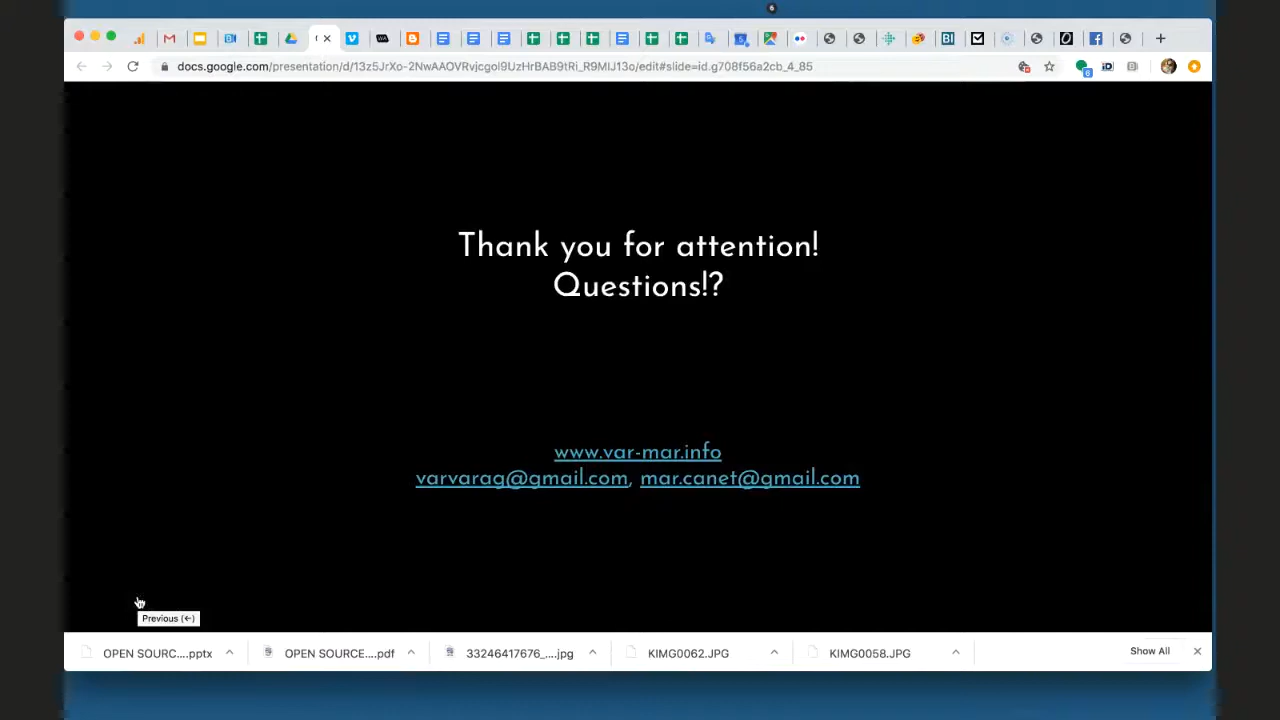 6
docs.google.com/presentation/d/13z5JrXo-2NwAAOVRvjcgoI9UzHrBAB9tRi_R9MIJ13o/edit#slide=id.g708f56a2cb_4_85
Thank you for attention!
Questions!?
www.var-mar.info
varvarag@gmail.com, mar.canet@gmail.com
Previous (←)
OPEN SOURC....pptx
OPEN SOURCE....pdf
33246417676_....jpg
KIMG0062.JPG
KIMG0058.JPG
Show All